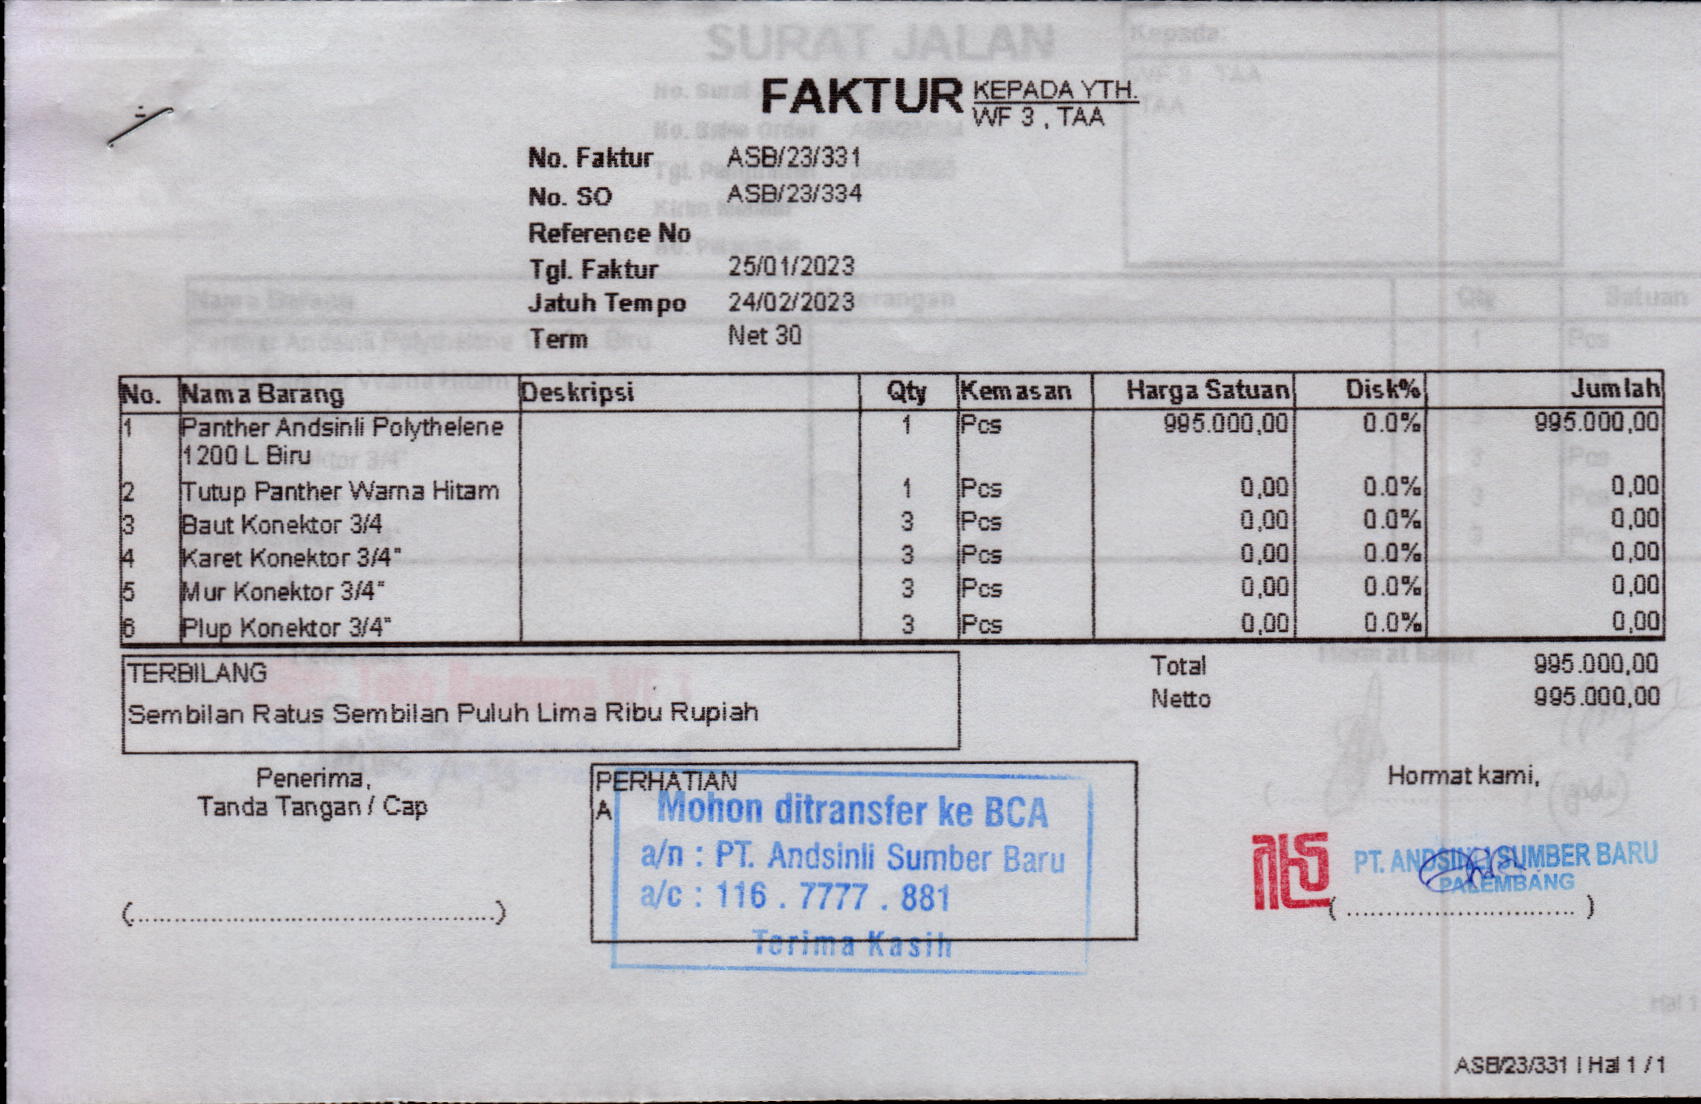 SURAT JALAN
Kepada:
FAKTUR KEPADA YTH.
WF 3 , TAA
No. Faktur ASB/23/331
No. SO ASB/23/334
Reference No
Tgl. Faktur 25/01/2023
Jatuh Tempo 24/02/2023
Term Net 30
No. Nama Barang Deskripsi Qty Kemasan Harga Satuan Disk% Jumlah
1 Panther Andsinli Polythelene 1 Pcs 995.000,00 0.0% 995.000,00
1200 L Biru
2 Tutup Panther Warna Hitam 1 Pcs 0,00 0.0% 0,00
3 Baut Konektor 3/4 3 Pcs 0,00 0.0% 0,00
4 Karet Konektor 3/4" 3 Pcs 0,00 0.0% 0,00
5 Mur Konektor 3/4" 3 Pcs 0,00 0.0% 0,00
6 Plup Konektor 3/4" 3 Pcs 0,00 0.0% 0,00
TERBILANG
Sembilan Ratus Sembilan Puluh Lima Ribu Rupiah
Total 995.000,00
Netto 995.000,00
Penerima,
Tanda Tangan / Cap
PERHATIAN
A
Mohon ditransfer ke BCA
a/n : PT. Andsinli Sumber Baru
a/c : 116 . 7777 . 881
Terima Kasih
Hormat kami,
PT. ANDSINLI SUMBER BARU
PALEMBANG
ASB/23/331 | Hal 1 / 1